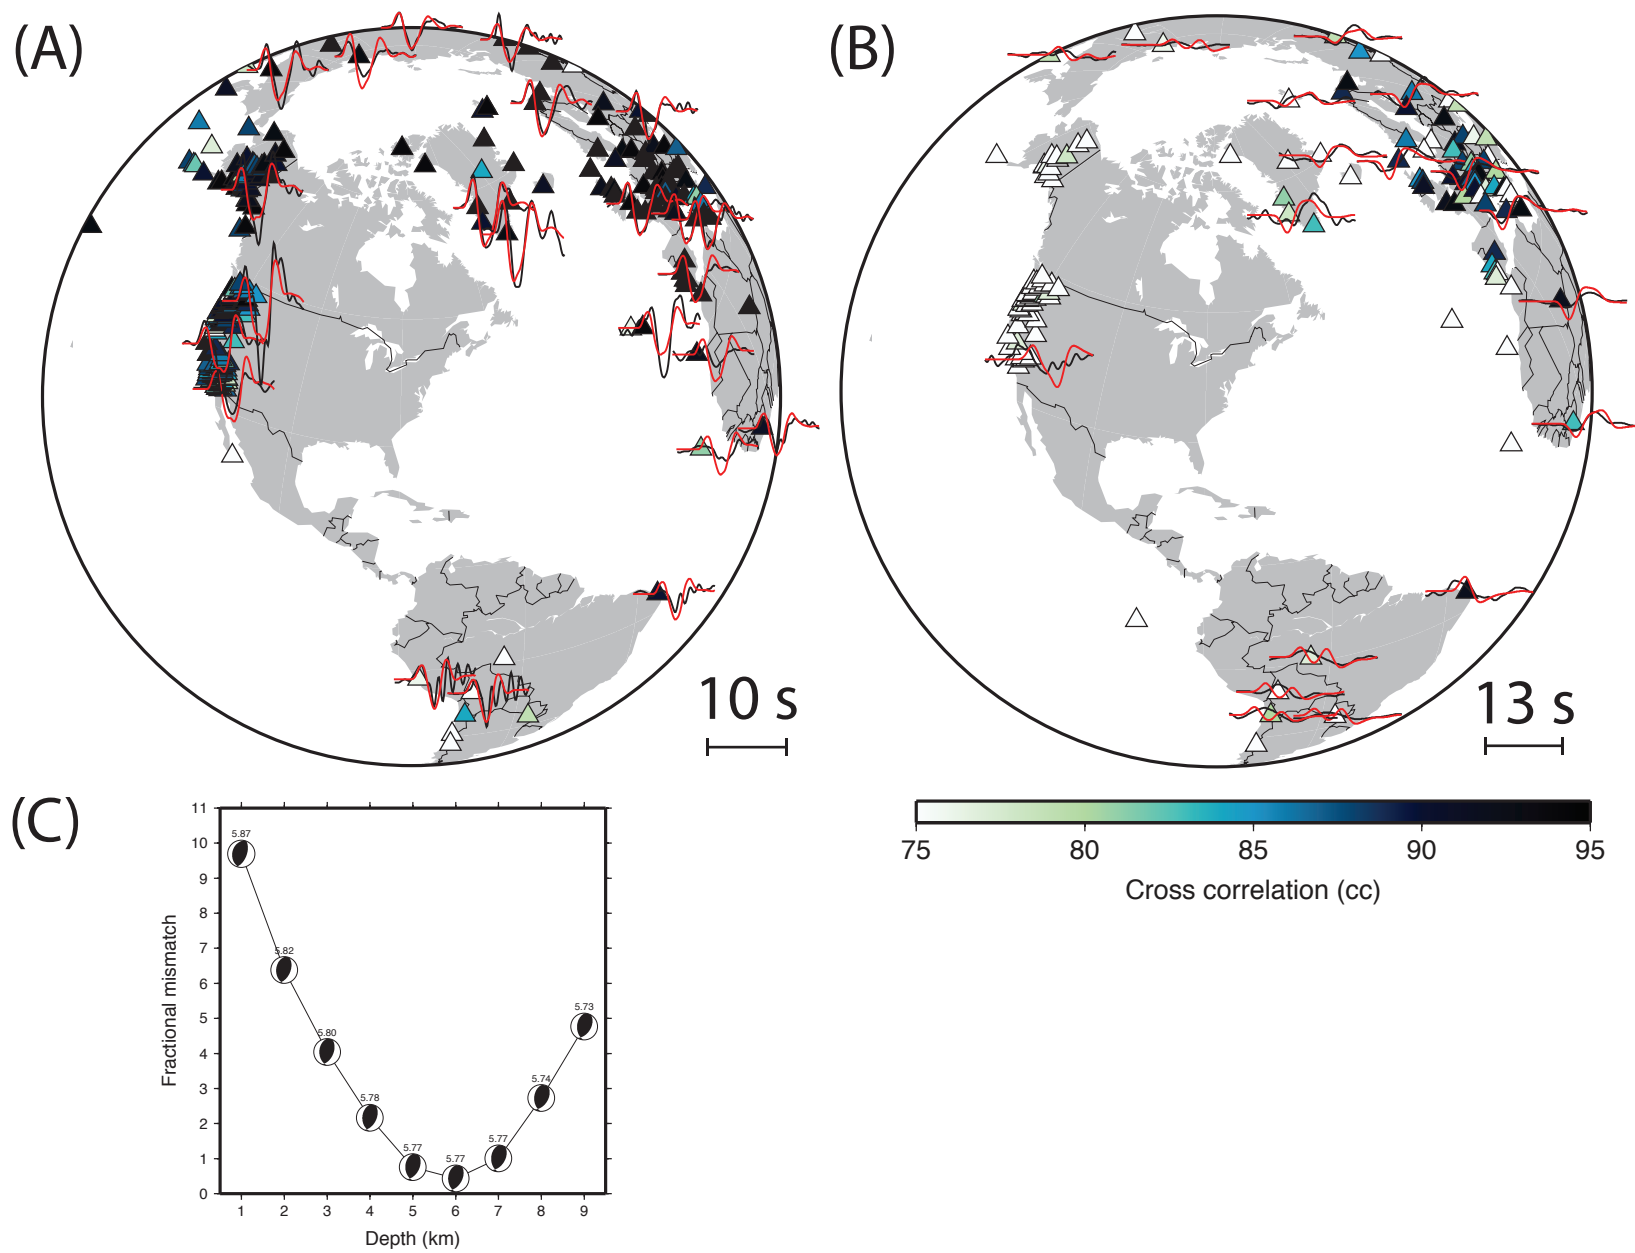 (A)
(B)
10 s
13 s
75 80 85 90 95
Cross correlation (cc)
(C)
11
10
9
8
7
6
5
4
3
2
1
0
Fractional mismatch
5.87
5.82
5.80
5.78
5.77
5.77
5.77
5.74
5.73
1 2 3 4 5 6 7 8 9
Depth (km)